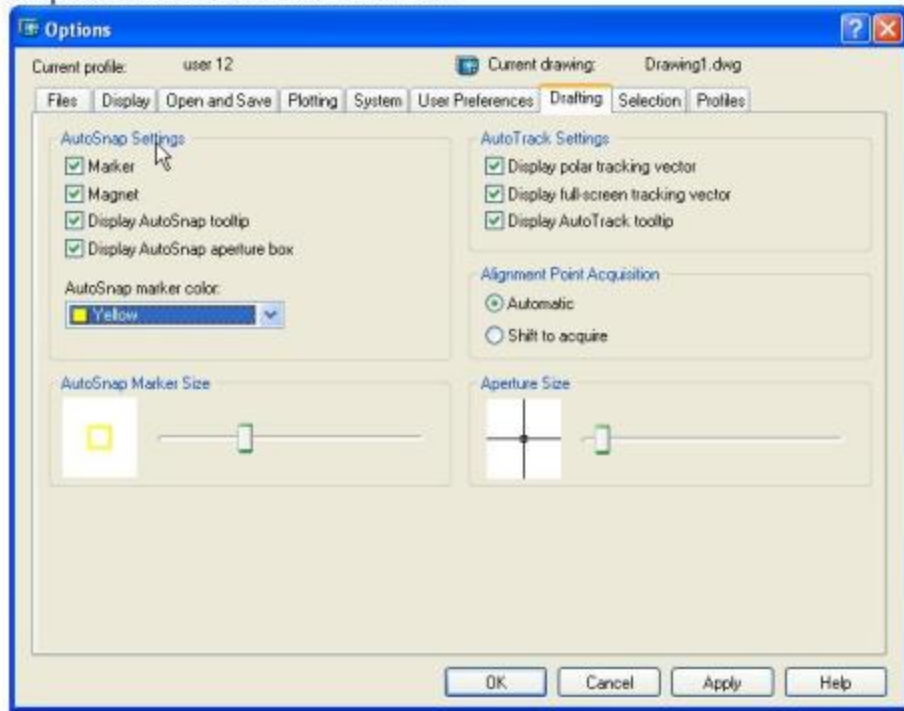 Options
Current profile: user 12 Current drawing: Drawing1.dwg
Files Display Open and Save Plotting System User Preferences Drafting Selection Profiles
AutoSnap Settings
Marker
Magnet
Display AutoSnap tooltip
Display AutoSnap aperture box
AutoSnap marker color:
Yellow
AutoTrack Settings
Display polar tracking vector
Display full-screen tracking vector
Display AutoTrack tooltip
Alignment Point Acquisition
Automatic
Shift to acquire
AutoSnap Marker Size
Aperture Size
OK Cancel Apply Help